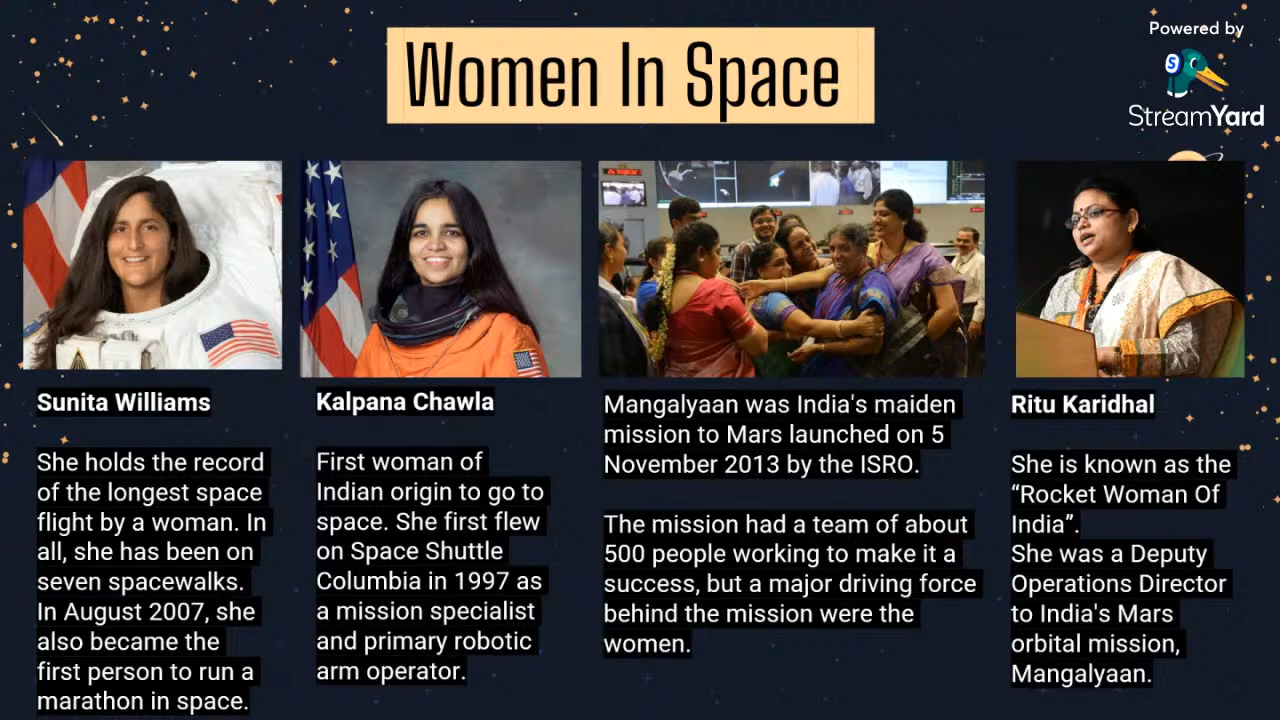 Women In Space
Powered by
StreamYard
Sunita Williams
She holds the record
of the longest space
flight by a woman. In
all, she has been on
seven spacewalks.
In August 2007, she
also became the
first person to run a
marathon in space.
Kalpana Chawla
First woman of
Indian origin to go to
space. She first flew
on Space Shuttle
Columbia in 1997 as
a mission specialist
and primary robotic
arm operator.
Mangalyaan was India's maiden
mission to Mars launched on 5
November 2013 by the ISRO.
The mission had a team of about
500 people working to make it a
success, but a major driving force
behind the mission were the
women.
Ritu Karidhal
She is known as the
“Rocket Woman Of
India”.
She was a Deputy
Operations Director
to India's Mars
orbital mission,
Mangalyaan.